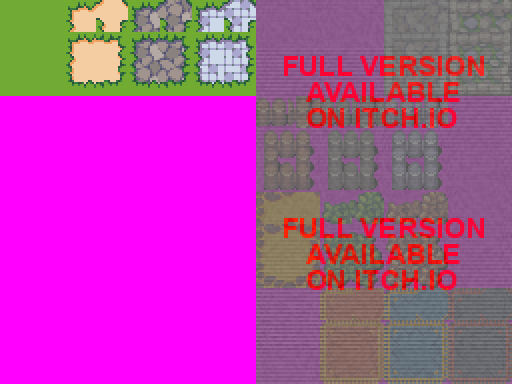 FULL VERSION
AVAILABLE
ON ITCH.IO
FULL VERSION
AVAILABLE
ON ITCH.IO